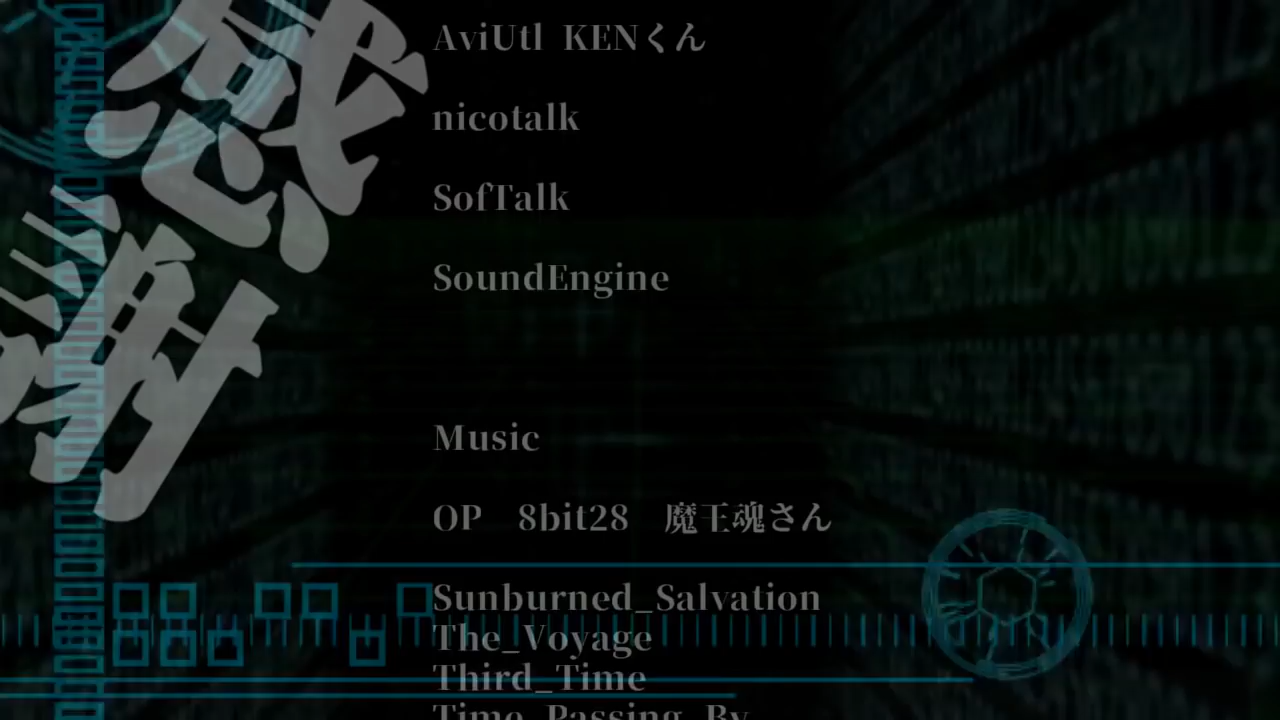 感謝
AviUtl KENくん
nicotalk
SofTalk
SoundEngine
Music
OP　8bit28　魔王魂さん
Sunburned_Salvation
The_Voyage
Third_Time
Time_Passing_By